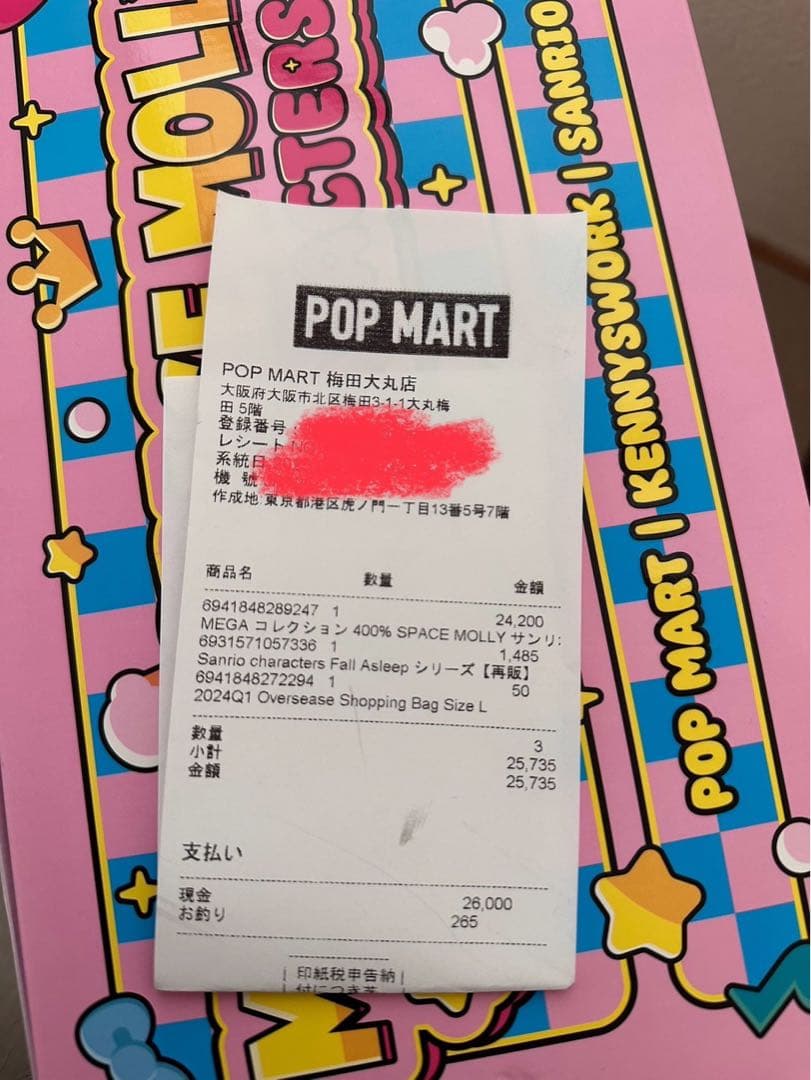 POP MART | KENNYSWORK | SANRIO
MOLL
CTERS
POP MART
POP MART 梅田大丸店
大阪府大阪市北区梅田3-1-1大丸梅
田 5階
登録番号:
レシート No
系統日
機 號
作成地:東京都港区虎ノ門一丁目13番5号7階
商品名 数量 金額
6941848289247 1 24,200
MEGA コレクション 400% SPACE MOLLY サンリ
6931571057336 1 1,485
Sanrio characters Fall Asleep シリーズ【再販】
6941848272294 1 50
2024Q1 Oversease Shopping Bag Size L
数量 3
小計 25,735
金額 25,735
支払い
現金 26,000
お釣り 265
印紙税申告納
付につき